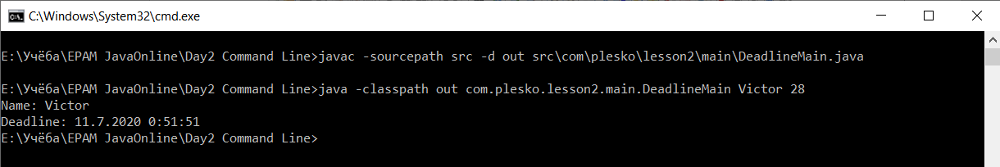 C:\Windows\System32\cmd.exe
E:\Учёба\EPAM JavaOnline\Day2 Command Line>javac -sourcepath src -d out src\com\plesko\lesson2\main\DeadlineMain.java
E:\Учёба\EPAM JavaOnline\Day2 Command Line>java -classpath out com.plesko.lesson2.main.DeadlineMain Victor 28
Name: Victor
Deadline: 11.7.2020 0:51:51
E:\Учёба\EPAM JavaOnline\Day2 Command Line>